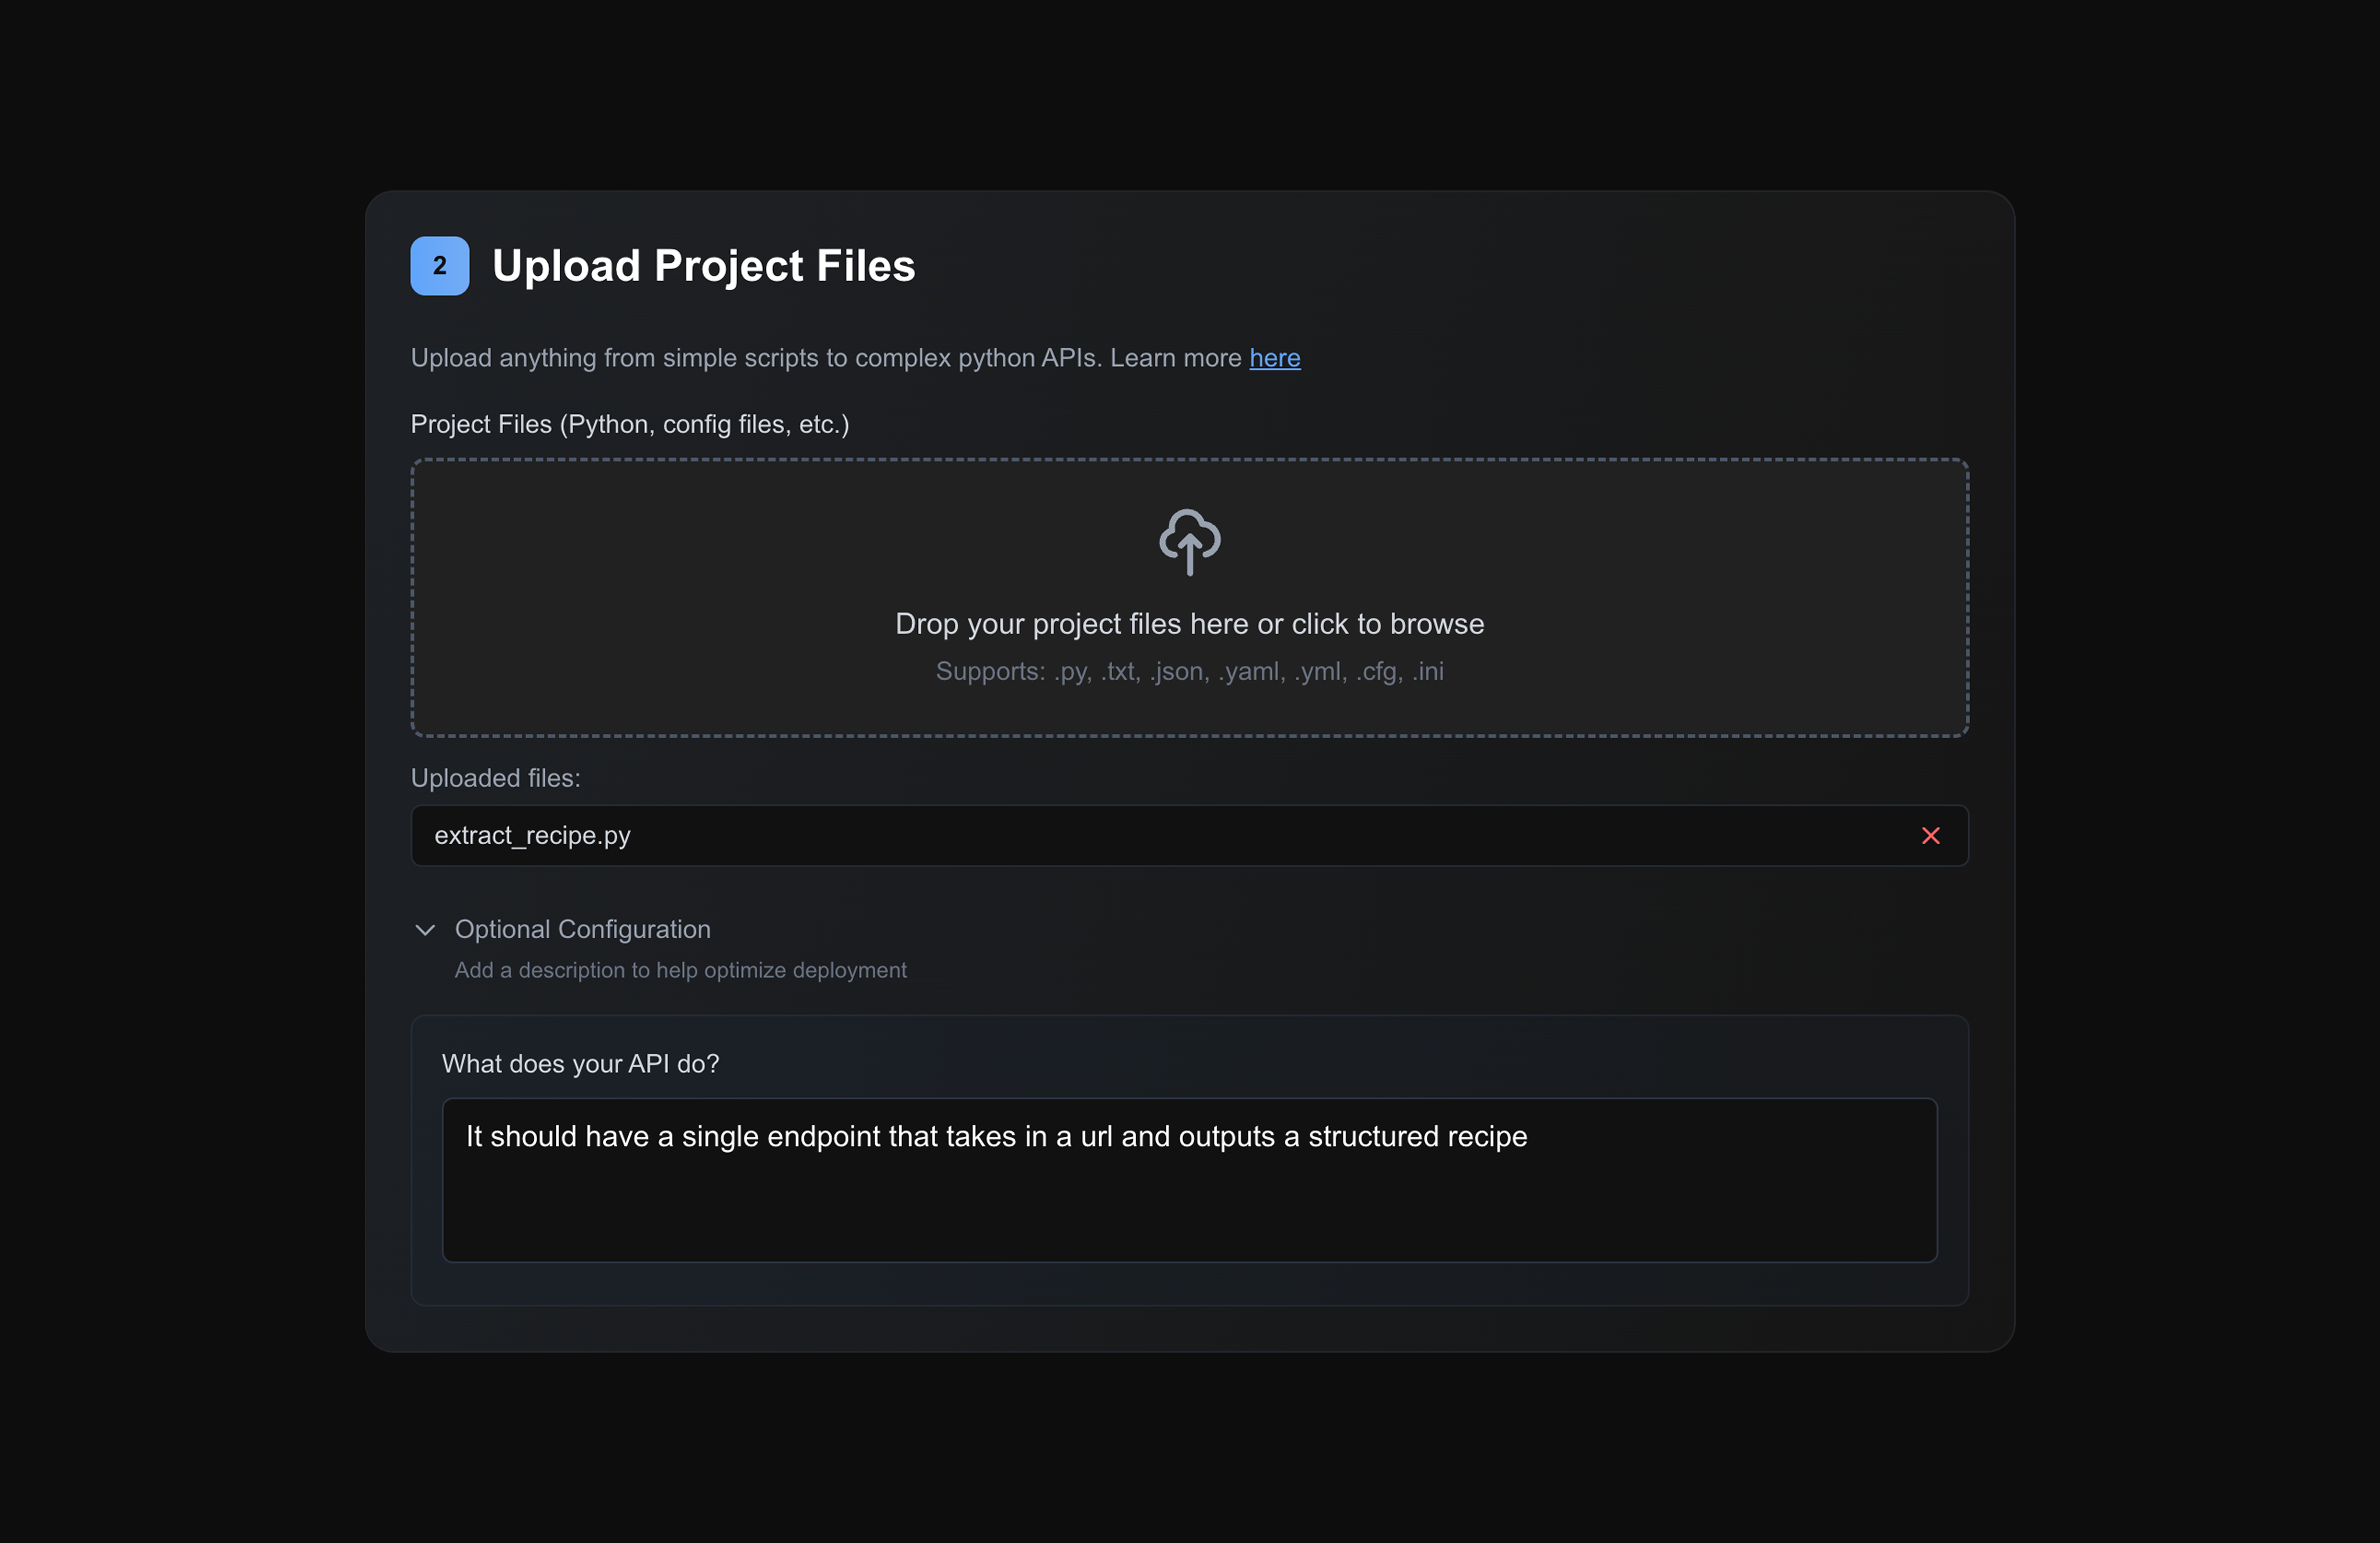 2
Upload Project Files
Upload anything from simple scripts to complex python APIs. Learn more here
Project Files (Python, config files, etc.)
Drop your project files here or click to browse
Supports: .py, .txt, .json, .yaml, .yml, .cfg, .ini
Uploaded files:
extract_recipe.py
Optional Configuration
Add a description to help optimize deployment
What does your API do?
It should have a single endpoint that takes in a url and outputs a structured recipe